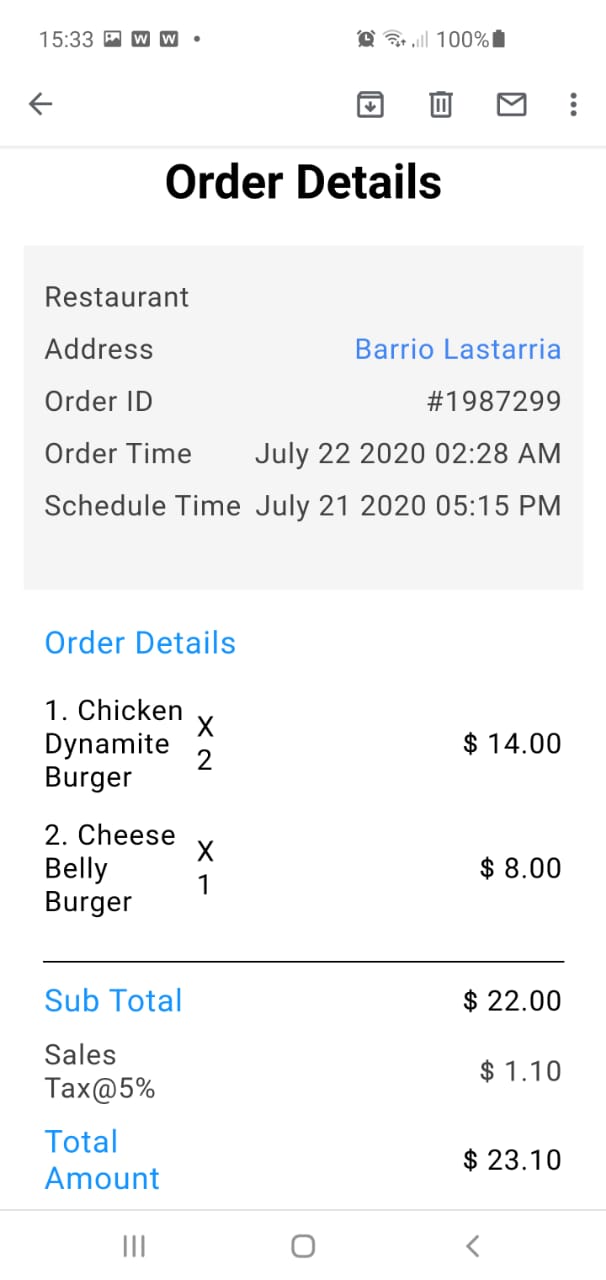 15:33 W W • 100%
Order Details
Restaurant
Address Barrio Lastarria
Order ID #1987299
Order Time July 22 2020 02:28 AM
Schedule Time July 21 2020 05:15 PM
Order Details
1. Chicken
Dynamite
Burger
X
2
$ 14.00
2. Cheese
Belly
Burger
X
1
$ 8.00
Sub Total $ 22.00
Sales
Tax@5%
$ 1.10
Total
Amount
$ 23.10